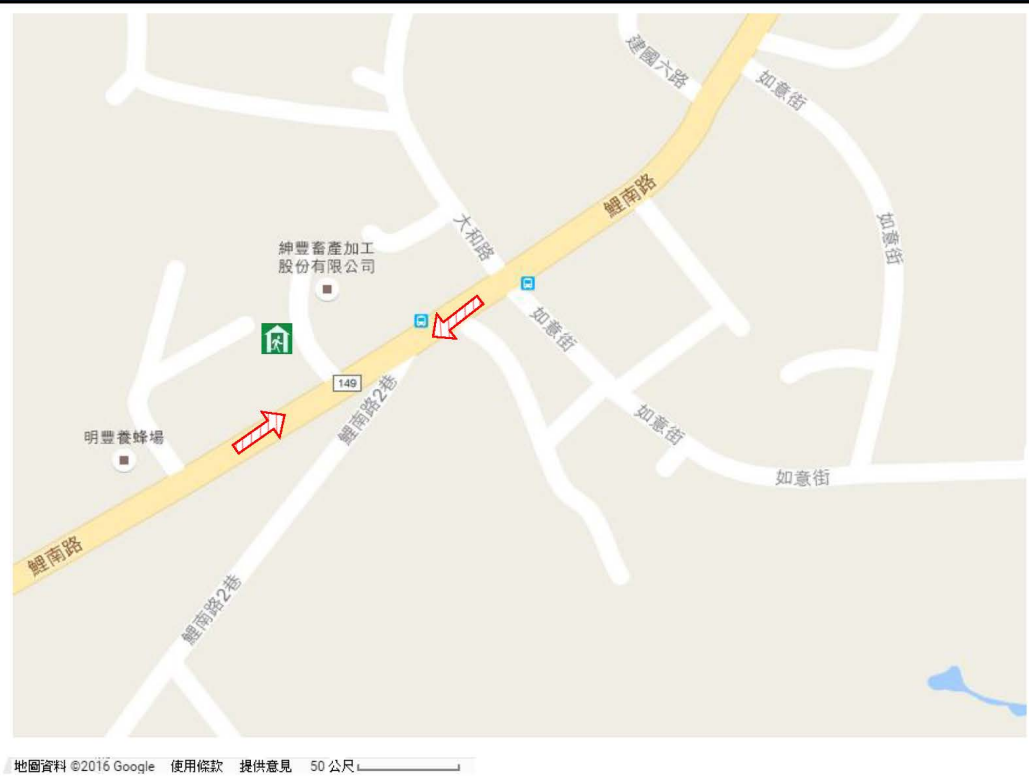 建國六路
如意街
鯉南路
如意街
大和路
紳豐畜產加工
股份有限公司
如意街
149
鯉南路2巷
如意街
明豐養蜂場
如意街
鯉南路
鯉南路2巷
地圖資料 ©2016 Google 使用條款 提供意見 50 公尺